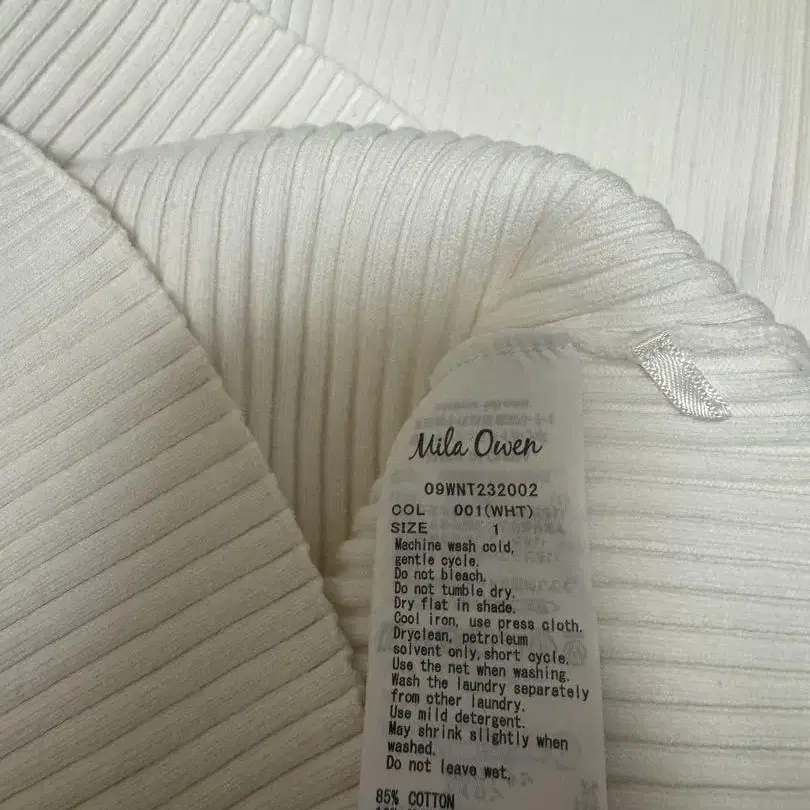 Mila Owen
09WNT232002
COL 001(WHT)
SIZE 1
Machine wash cold,
gentle cycle.
Do not bleach.
Do not tumble dry.
Dry flat in shade.
Cool iron, use press cloth.
Dryclean, petroleum
solvent only, short cycle.
Use the net when washing.
Wash the laundry separately
from other laundry.
Use mild detergent.
May shrink slightly when
washed.
Do not leave wet,
85% COTTON